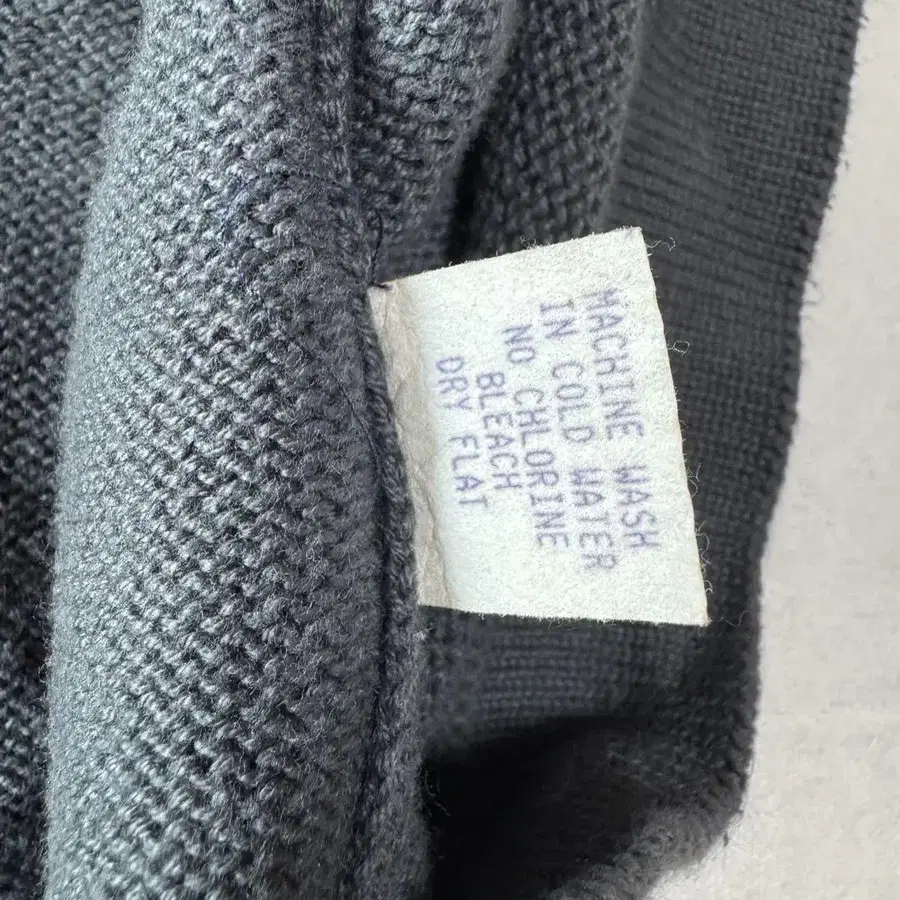 MACHINE WASH
IN COLD WATER
NO CHLORINE
BLEACH
DRY FLAT